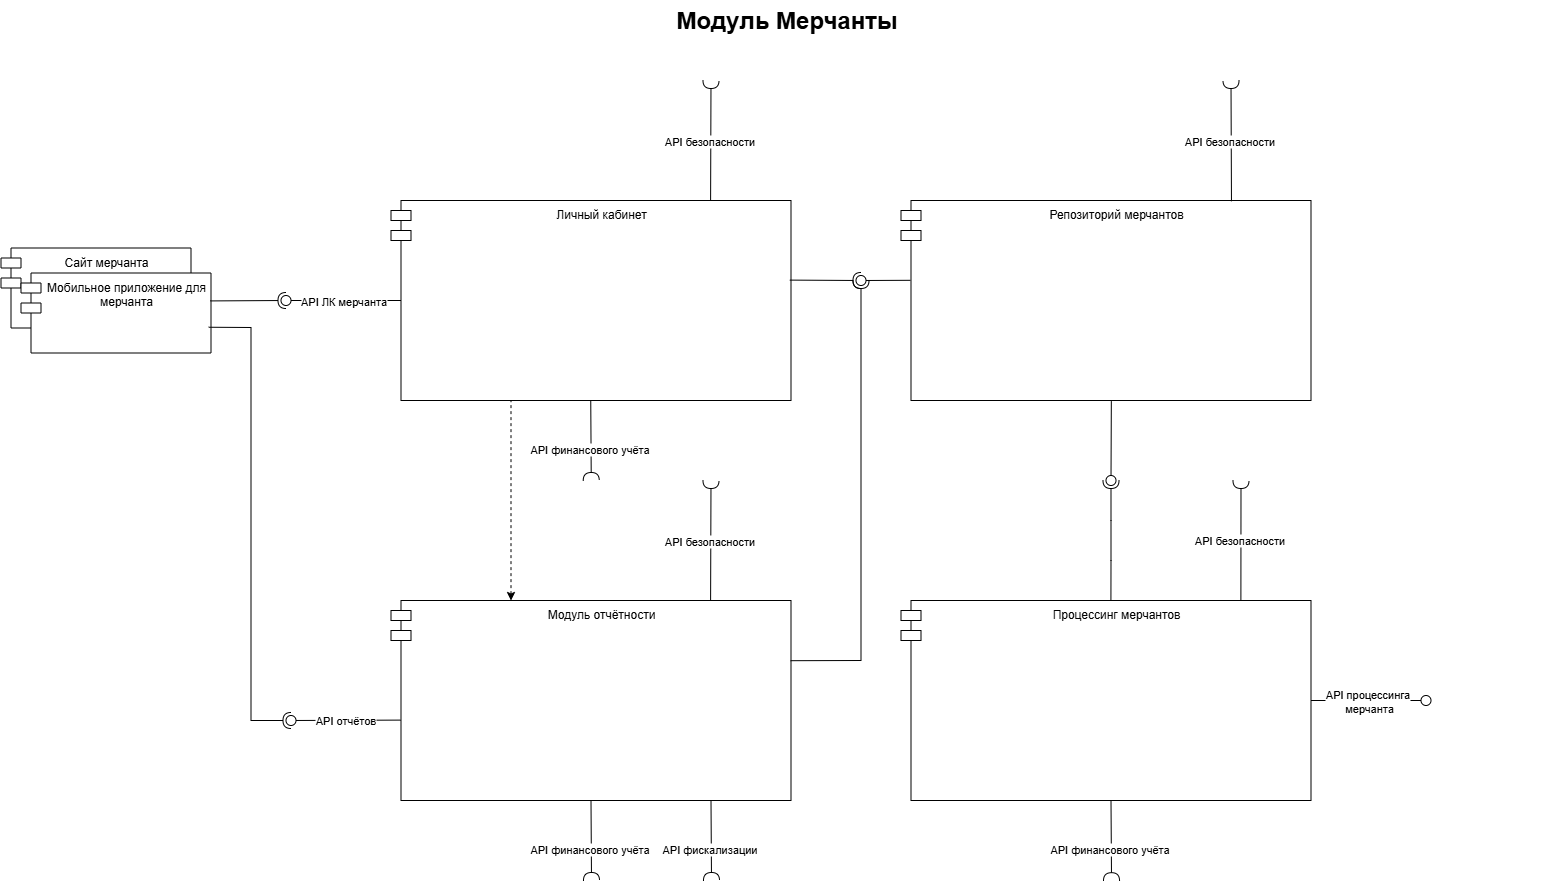 Модуль Мерчанты
API безопасности
API безопасности
Личный кабинет
Репозиторий мерчантов
Сайт мерчанта
Мобильное приложение для
мерчанта
API ЛК мерчанта
API финансового учёта
API безопасности
API безопасности
Модуль отчётности
Процессинг мерчантов
API процессинга
мерчанта
API отчётов
API финансового учёта
API фискализации
API финансового учёта